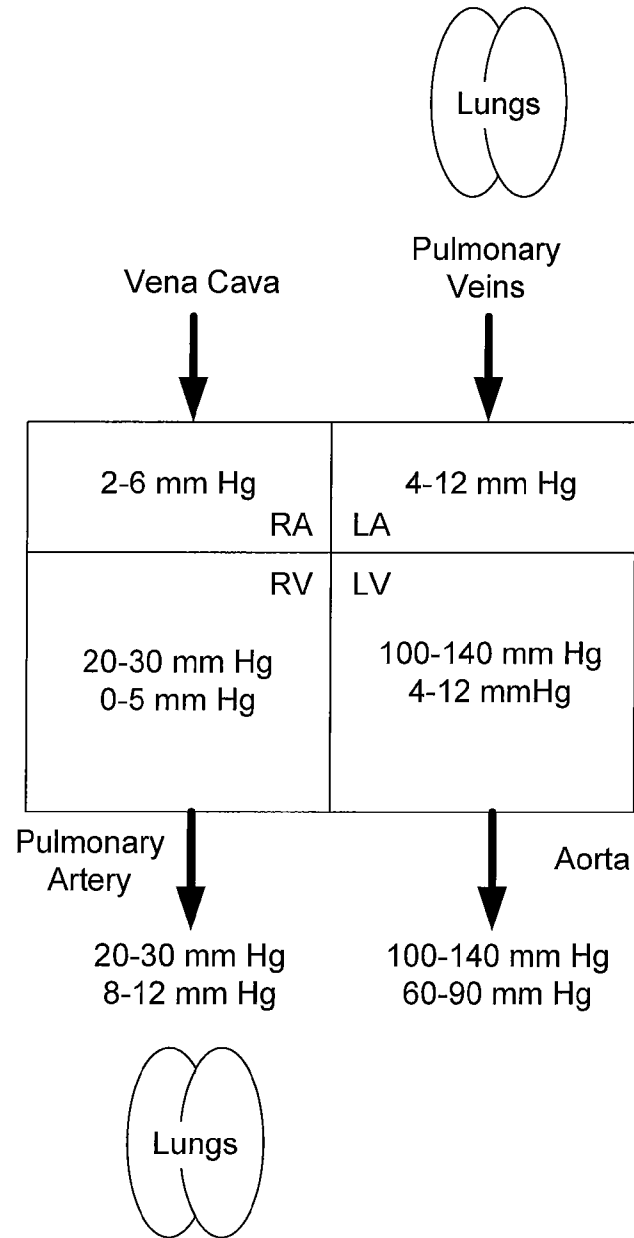 Lungs
Pulmonary
Veins
Vena Cava
2-6 mm Hg
RA
4-12 mm Hg
LA
RV
20-30 mm Hg
0-5 mm Hg
LV
100-140 mm Hg
4-12 mmHg
Pulmonary
Artery
Aorta
20-30 mm Hg
8-12 mm Hg
100-140 mm Hg
60-90 mm Hg
Lungs